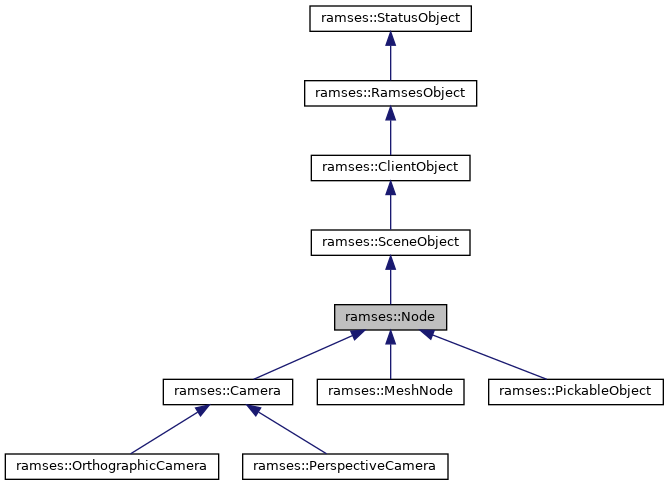 ramses::StatusObject
ramses::RamsesObject
ramses::ClientObject
ramses::SceneObject
ramses::Node
ramses::Camera
ramses::MeshNode
ramses::PickableObject
ramses::OrthographicCamera
ramses::PerspectiveCamera